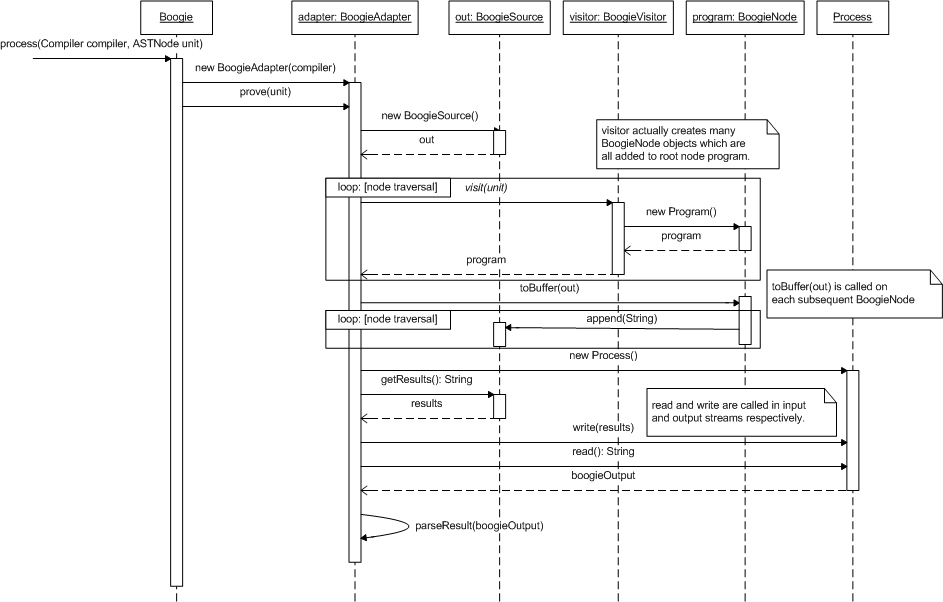 Boogie
adapter: BoogieAdapter
out: BoogieSource
visitor: BoogieVisitor
program: BoogieNode
Process
process(Compiler compiler, ASTNode unit)
new BoogieAdapter(compiler)
prove(unit)
new BoogieSource()
out
visitor actually creates many
BoogieNode objects which are
all added to root node program.
loop: [node traversal]
visit(unit)
new Program()
program
program
toBuffer(out) is called on
each subsequent BoogieNode
toBuffer(out)
loop: [node traversal]
append(String)
new Process()
getResults(): String
results
read and write are called in input
and output streams respectively.
write(results)
read(): String
boogieOutput
parseResult(boogieOutput)